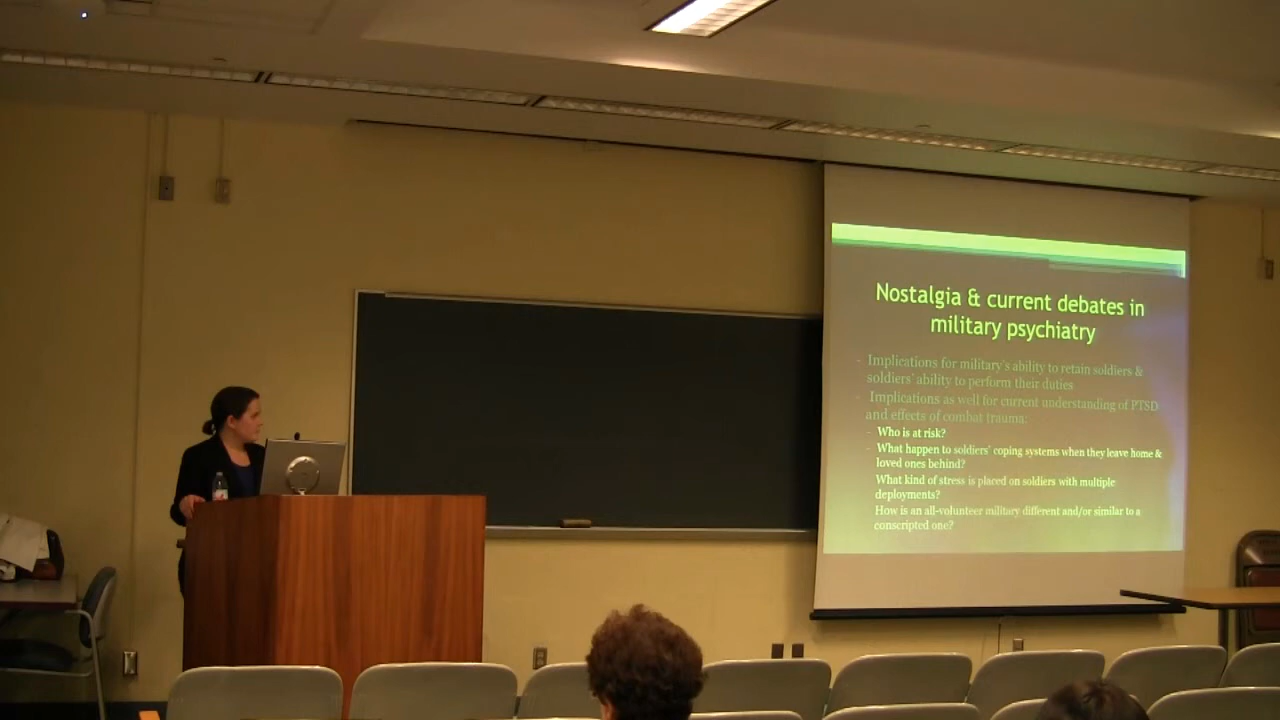 Nostalgia & current debates in
military psychiatry
- Implications for military's ability to retain soldiers &
soldiers' ability to perform their duties
- Implications as well for current understanding of PTSD
and effects of combat trauma:
- Who is at risk?
- What happen to soldiers' coping systems when they leave home &
loved ones behind?
What kind of stress is placed on soldiers with multiple
deployments?
How is an all-volunteer military different and/or similar to a
conscripted one?